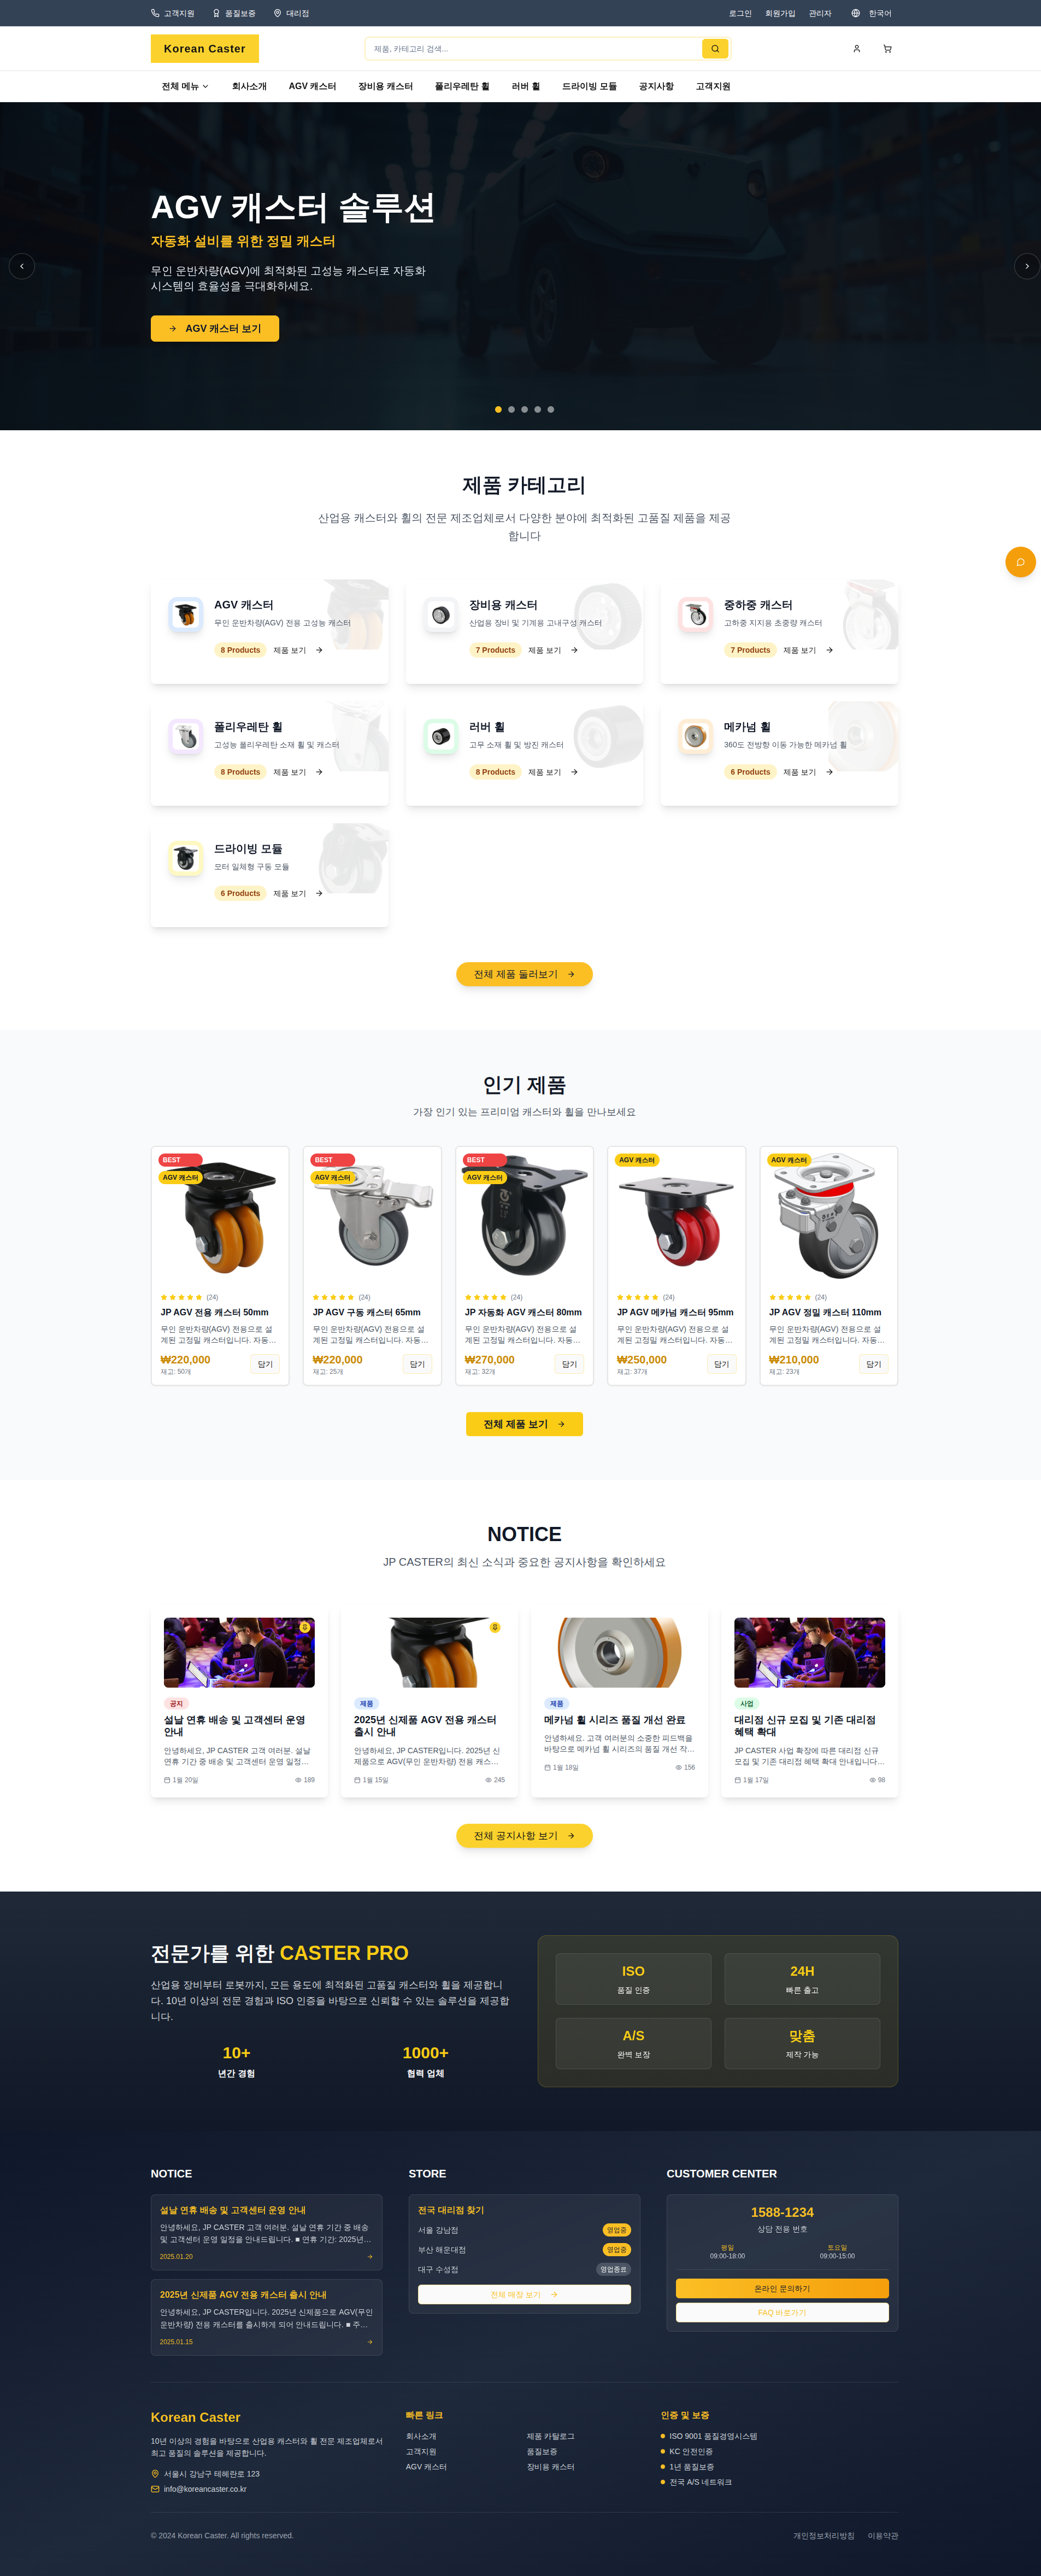 고객지원 품질보증 대리점 로그인 회원가입 관리자 한국어
Korean Caster 제품, 카테고리 검색...
전체 메뉴 회사소개 AGV 캐스터 장비용 캐스터 폴리우레탄 휠 러버 휠 드라이빙 모듈 공지사항 고객지원
AGV 캐스터 솔루션
자동화 설비를 위한 정밀 캐스터
무인 운반차량(AGV)에 최적화된 고성능 캐스터로 자동화
시스템의 효율성을 극대화하세요.
AGV 캐스터 보기
제품 카테고리
산업용 캐스터와 휠의 전문 제조업체로서 다양한 분야에 최적화된 고품질 제품을 제공
합니다
AGV 캐스터
무인 운반차량(AGV) 전용 고성능 캐스터
8 Products 제품 보기
장비용 캐스터
산업용 장비 및 기계용 고내구성 캐스터
7 Products 제품 보기
중하중 캐스터
고하중 지지용 초중량 캐스터
7 Products 제품 보기
폴리우레탄 휠
고성능 폴리우레탄 소재 휠 및 캐스터
8 Products 제품 보기
러버 휠
고무 소재 휠 및 방진 캐스터
8 Products 제품 보기
메카넘 휠
360도 전방향 이동 가능한 메카넘 휠
6 Products 제품 보기
드라이빙 모듈
모터 일체형 구동 모듈
6 Products 제품 보기
전체 제품 둘러보기
인기 제품
가장 인기 있는 프리미엄 캐스터와 휠을 만나보세요
BEST
AGV 캐스터
(24)
JP AGV 전용 캐스터 50mm
무인 운반차량(AGV) 전용으로 설
계된 고정밀 캐스터입니다. 자동...
₩220,000
재고: 50개
담기
BEST
AGV 캐스터
(24)
JP AGV 구동 캐스터 65mm
무인 운반차량(AGV) 전용으로 설
계된 고정밀 캐스터입니다. 자동...
₩220,000
재고: 25개
담기
BEST
AGV 캐스터
(24)
JP 자동화 AGV 캐스터 80mm
무인 운반차량(AGV) 전용으로 설
계된 고정밀 캐스터입니다. 자동...
₩270,000
재고: 32개
담기
AGV 캐스터
(24)
JP AGV 메카넘 캐스터 95mm
무인 운반차량(AGV) 전용으로 설
계된 고정밀 캐스터입니다. 자동...
₩250,000
재고: 37개
담기
AGV 캐스터
(24)
JP AGV 정밀 캐스터 110mm
무인 운반차량(AGV) 전용으로 설
계된 고정밀 캐스터입니다. 자동...
₩210,000
재고: 23개
담기
전체 제품 보기
NOTICE
JP CASTER의 최신 소식과 중요한 공지사항을 확인하세요
공지
설날 연휴 배송 및 고객센터 운영
안내
안녕하세요, JP CASTER 고객 여러분. 설날
연휴 기간 중 배송 및 고객센터 운영 일정...
1월 20일 189
제품
2025년 신제품 AGV 전용 캐스터
출시 안내
안녕하세요, JP CASTER입니다. 2025년 신
제품으로 AGV(무인 운반차량) 전용 캐스...
1월 15일 245
제품
메카넘 휠 시리즈 품질 개선 완료
안녕하세요. 고객 여러분의 소중한 피드백을
바탕으로 메카넘 휠 시리즈의 품질 개선 작...
1월 18일 156
사업
대리점 신규 모집 및 기존 대리점
혜택 확대
JP CASTER 사업 확장에 따른 대리점 신규
모집 및 기존 대리점 혜택 확대 안내입니다...
1월 17일 98
전체 공지사항 보기
전문가를 위한 CASTER PRO
산업용 장비부터 로봇까지, 모든 용도에 최적화된 고품질 캐스터와 휠을 제공합니
다. 10년 이상의 전문 경험과 ISO 인증을 바탕으로 신뢰할 수 있는 솔루션을 제공합
니다.
10+
년간 경험
1000+
협력 업체
ISO
품질 인증
24H
빠른 출고
A/S
완벽 보장
맞춤
제작 가능
NOTICE
설날 연휴 배송 및 고객센터 운영 안내
안녕하세요, JP CASTER 고객 여러분. 설날 연휴 기간 중 배송
및 고객센터 운영 일정을 안내드립니다. ■ 연휴 기간: 2025년...
2025.01.20
2025년 신제품 AGV 전용 캐스터 출시 안내
안녕하세요, JP CASTER입니다. 2025년 신제품으로 AGV(무인
운반차량) 전용 캐스터를 출시하게 되어 안내드립니다. ■ 주...
2025.01.15
STORE
전국 대리점 찾기
서울 강남점 영업중
부산 해운대점 영업중
대구 수성점 영업종료
전체 매장 보기
CUSTOMER CENTER
1588-1234
상담 전용 번호
평일 토요일
09:00-18:00 09:00-15:00
온라인 문의하기
FAQ 바로가기
Korean Caster
10년 이상의 경험을 바탕으로 산업용 캐스터와 휠 전문 제조업체로서
최고 품질의 솔루션을 제공합니다.
서울시 강남구 테헤란로 123
info@koreancaster.co.kr
빠른 링크
회사소개 제품 카탈로그
고객지원 품질보증
AGV 캐스터 장비용 캐스터
인증 및 보증
ISO 9001 품질경영시스템
KC 안전인증
1년 품질보증
전국 A/S 네트워크
© 2024 Korean Caster. All rights reserved. 개인정보처리방침 이용약관